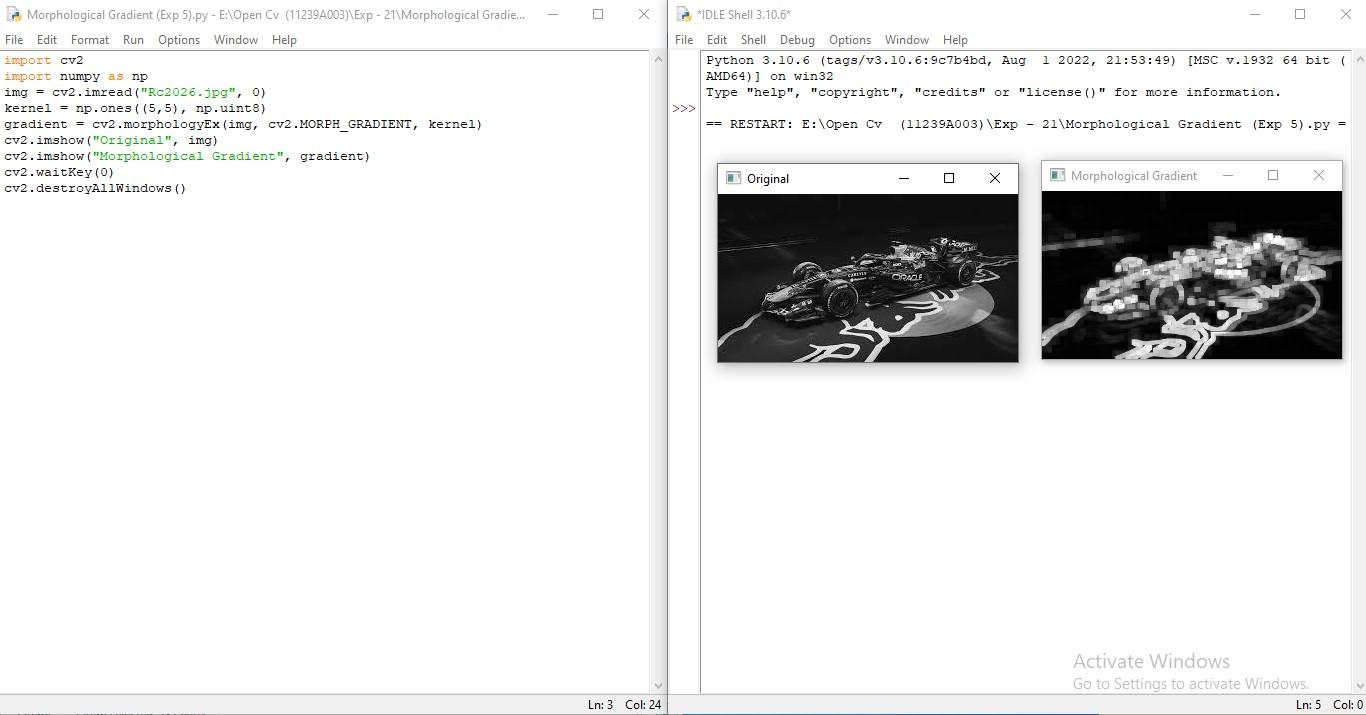 Morphological Gradient (Exp 5).py - E:\Open Cv  (11239A003)\Exp - 21\Morphological Gradie...
File Edit Format Run Options Window Help
import cv2
import numpy as np
img = cv2.imread("Rc2026.jpg", 0)
kernel = np.ones((5,5), np.uint8)
gradient = cv2.morphologyEx(img, cv2.MORPH_GRADIENT, kernel)
cv2.imshow("Original", img)
cv2.imshow("Morphological Gradient", gradient)
cv2.waitKey(0)
cv2.destroyAllWindows()
Ln: 3 Col: 24
*IDLE Shell 3.10.6*
File Edit Shell Debug Options Window Help
Python 3.10.6 (tags/v3.10.6:9c7b4bd, Aug  1 2022, 21:53:49) [MSC v.1932 64 bit (
AMD64)] on win32
Type "help", "copyright", "credits" or "license()" for more information.
>>>
== RESTART: E:\Open Cv  (11239A003)\Exp - 21\Morphological Gradient (Exp 5).py =
Original
ORACLE
Morphological Gradient
Activate Windows
Go to Settings to activate Windows.
Ln: 5 Col: 0